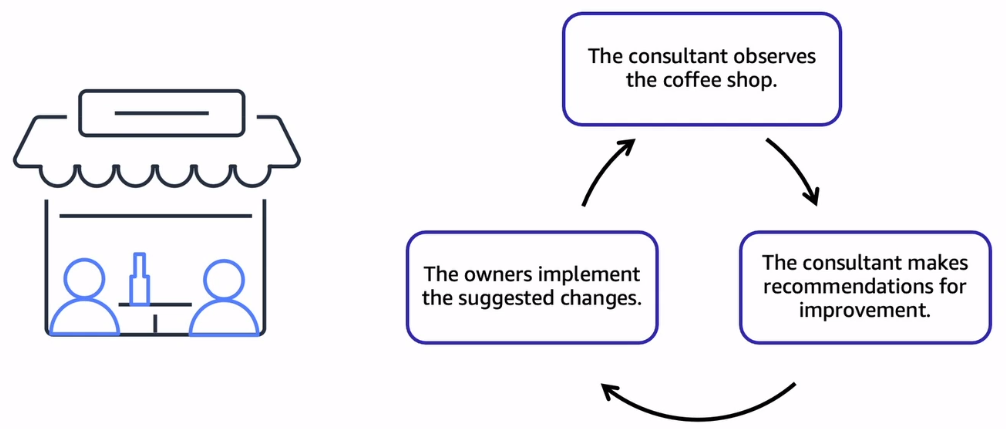 The consultant observes
the coffee shop.
The owners implement
the suggested changes.
The consultant makes
recommendations for
improvement.